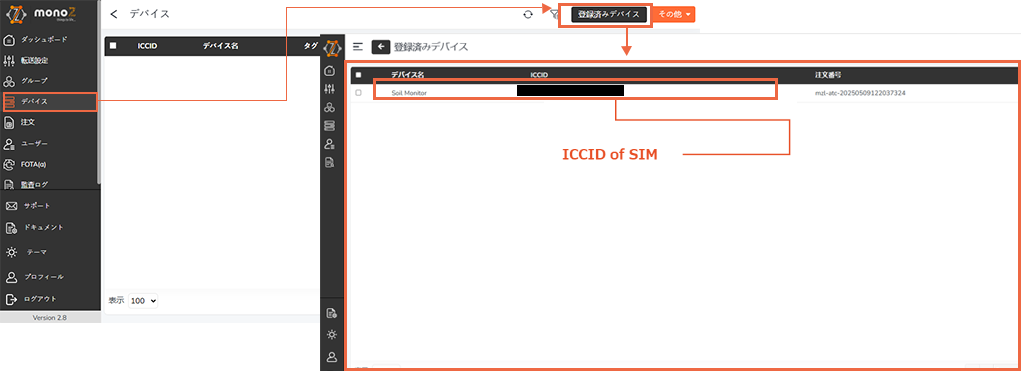 monoZ
デバイス
登録済みデバイス
その他
ICCID
デバイス名
タグ
ダッシュボード
転送設定
グループ
デバイス
注文
ユーザー
FOTA(α)
監査ログ
サポート
ドキュメント
テーマ
プロフィール
ログアウト
Version 2.8
表示 100
登録済みデバイス
デバイス名
ICCID
注文番号
Soil Monitor
mzl-atc-20250509122037324
ICCID of SIM